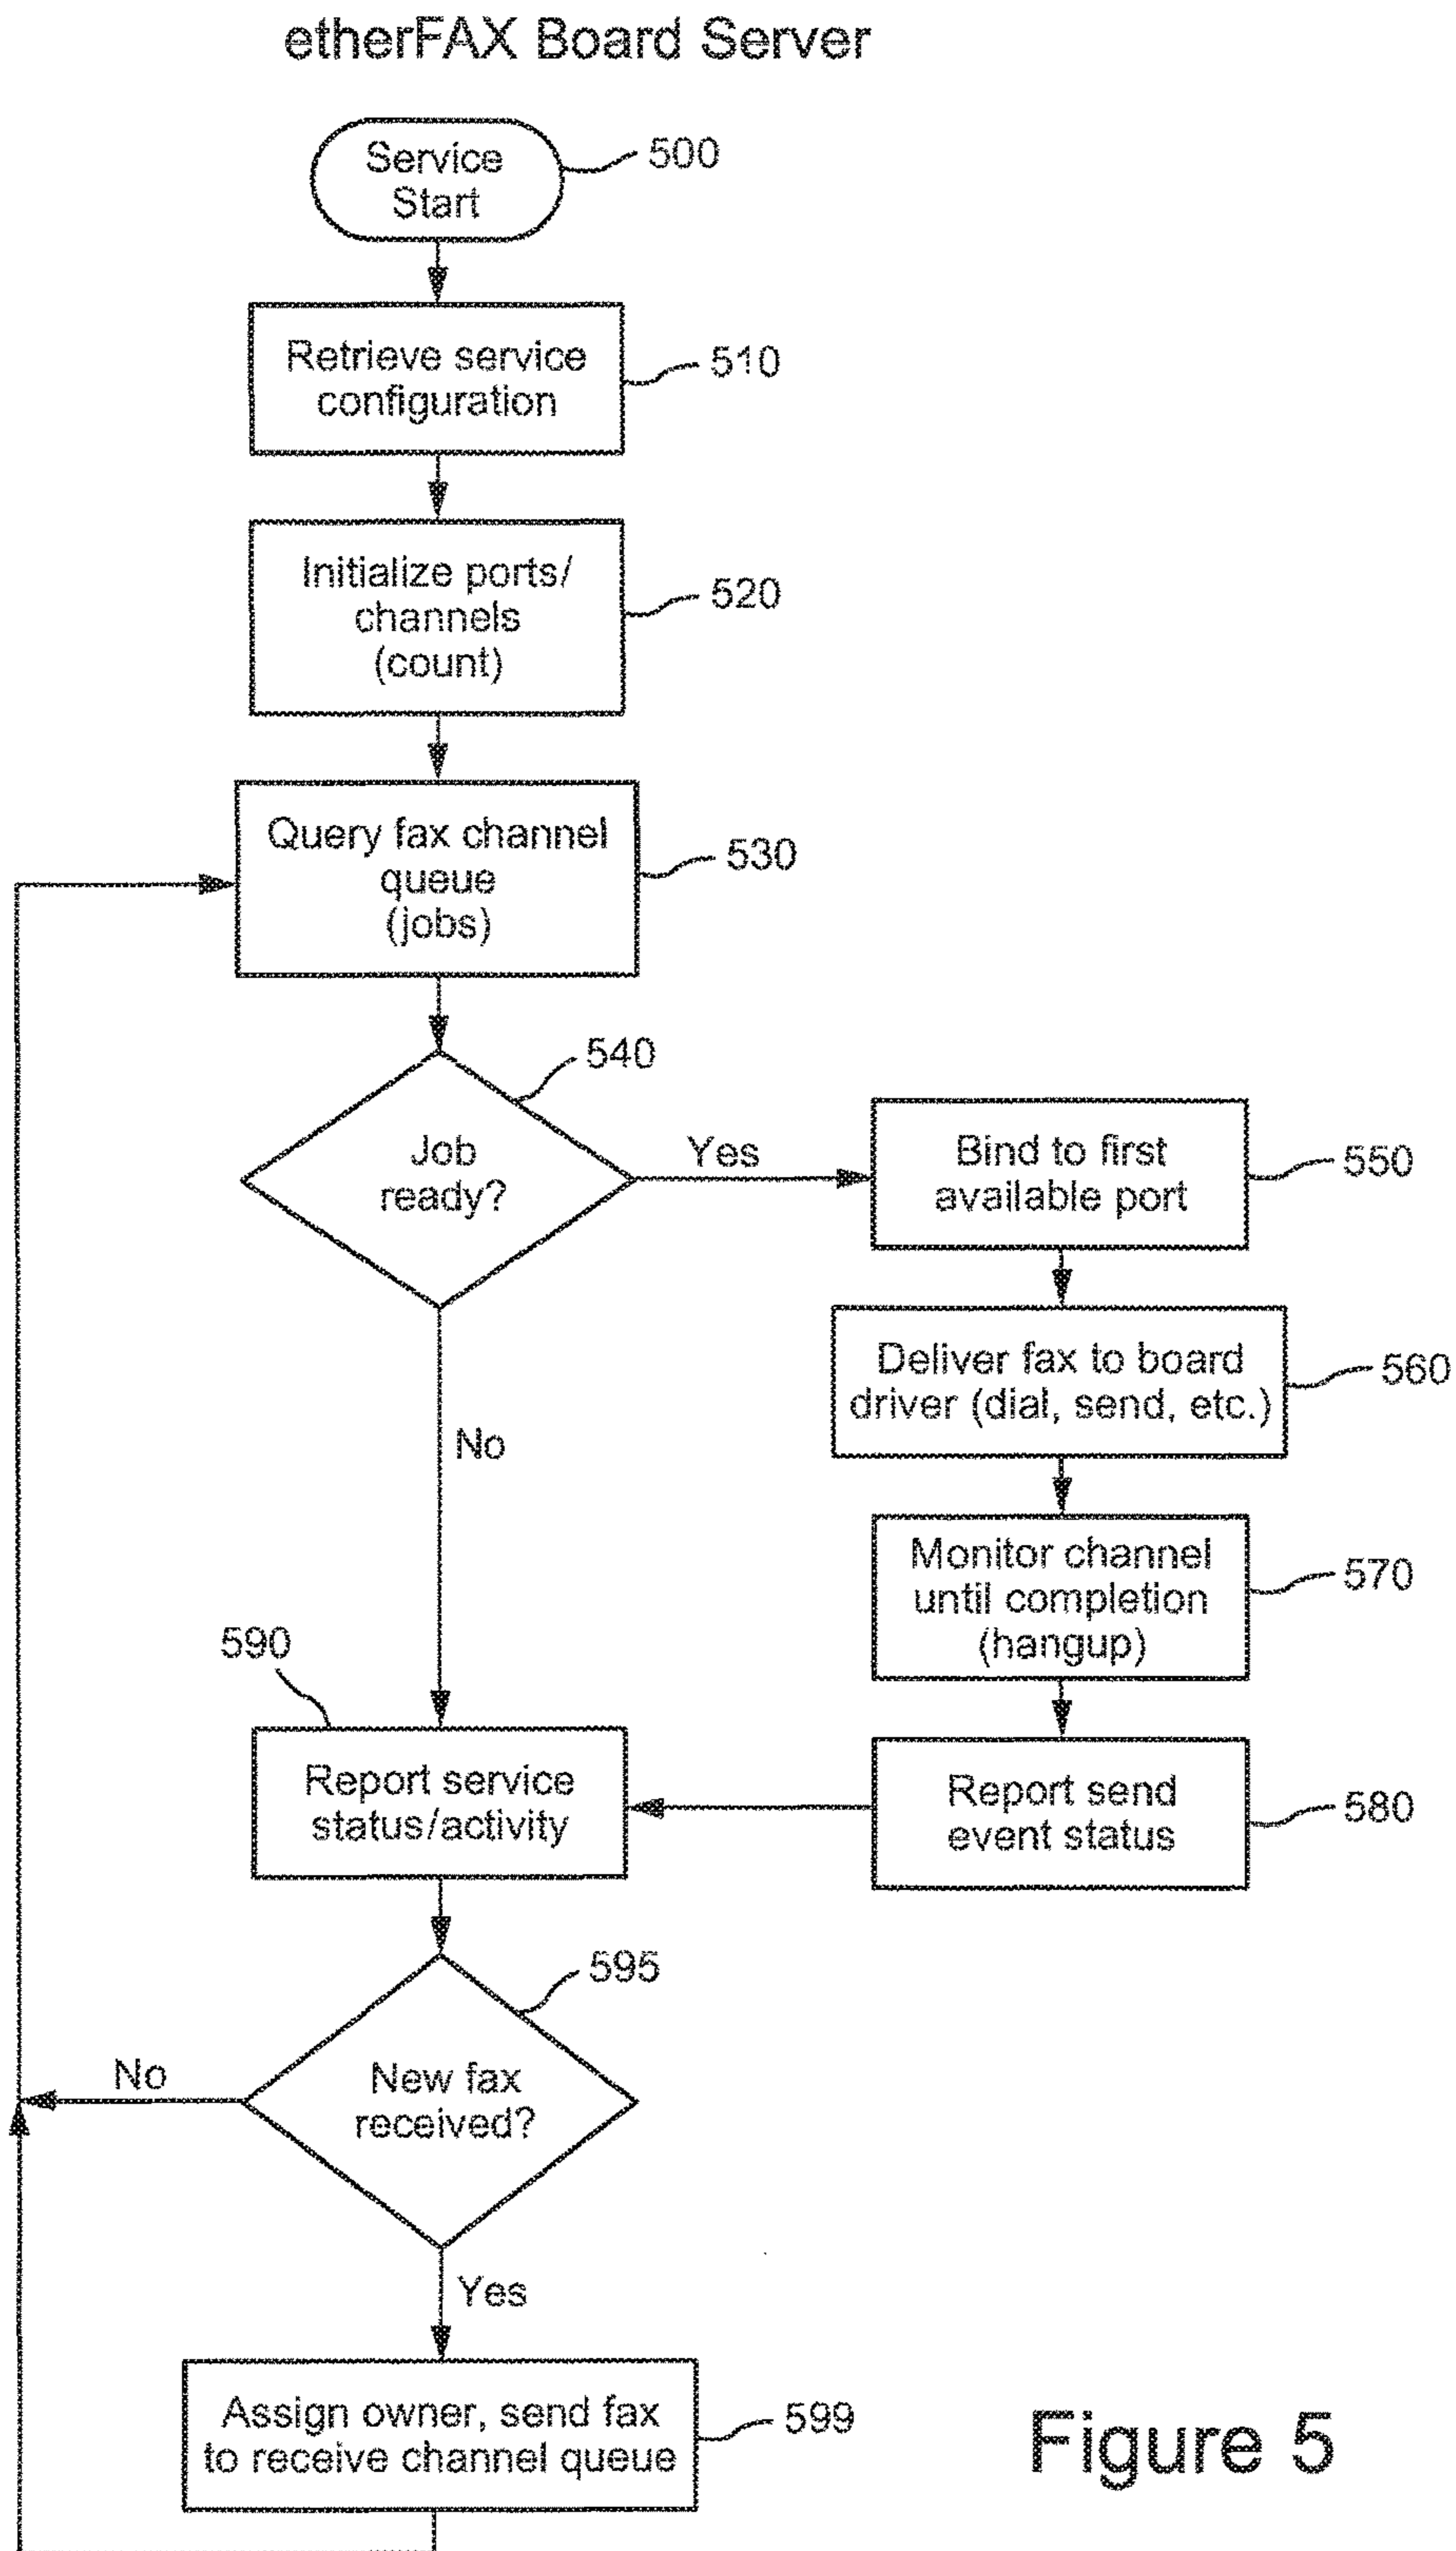 etherFAX Board Server
Service
Start
500
Retrieve service
configuration
510
Initialize ports/
channels
(count)
520
Query fax channel
queue
(jobs)
530
540
Job
ready?
Yes
Bind to first
available port
550
Deliver fax to board
driver (dial, send, etc.)
560
No
Monitor channel
until completion
(hangup)
570
590
Report service
status/activity
Report send
event status
580
595
New fax
received?
No
Yes
Assign owner, send fax
to receive channel queue
599
Figure 5